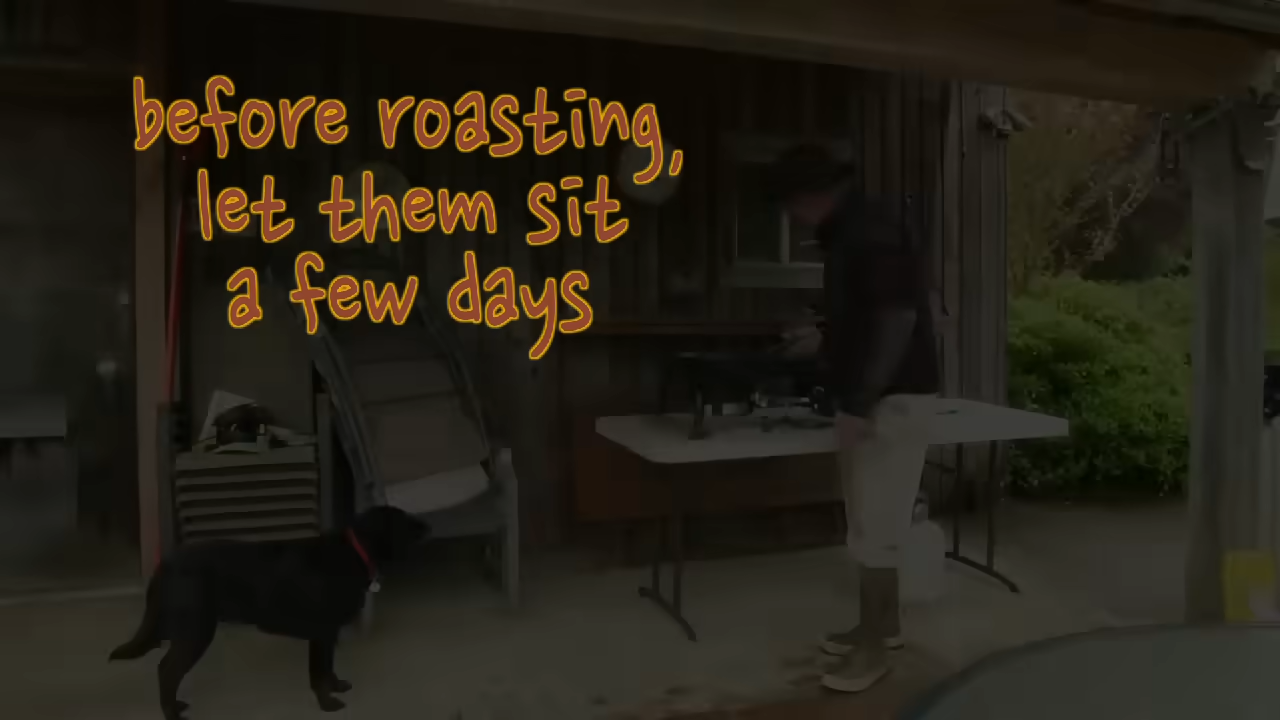 before roasting,
let them sit
a few days